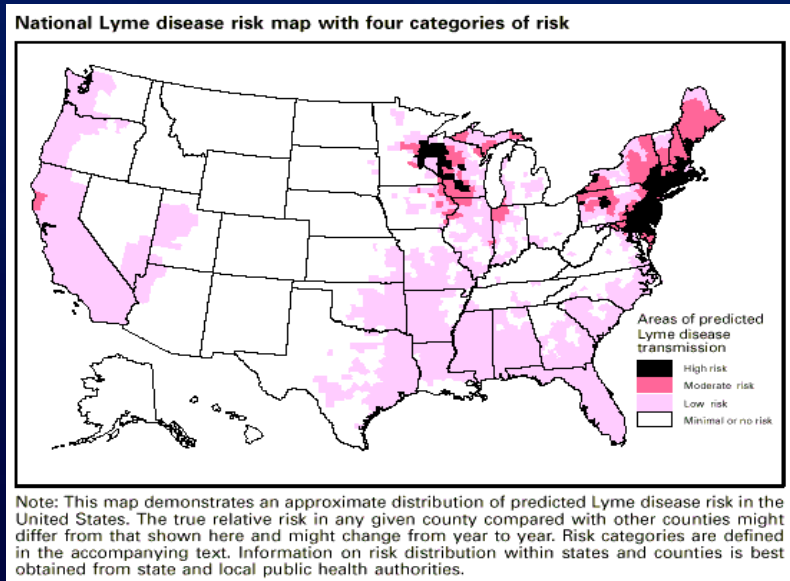 National Lyme disease risk map with four categories of risk
Areas of predicted
Lyme disease
transmission
High risk
Moderate risk
Low risk
Minimal or no risk
Note: This map demonstrates an approximate distribution of predicted Lyme disease risk in the
United States. The true relative risk in any given county compared with other counties might
differ from that shown here and might change from year to year. Risk categories are defined
in the accompanying text. Information on risk distribution within states and counties is best
obtained from state and local public health authorities.